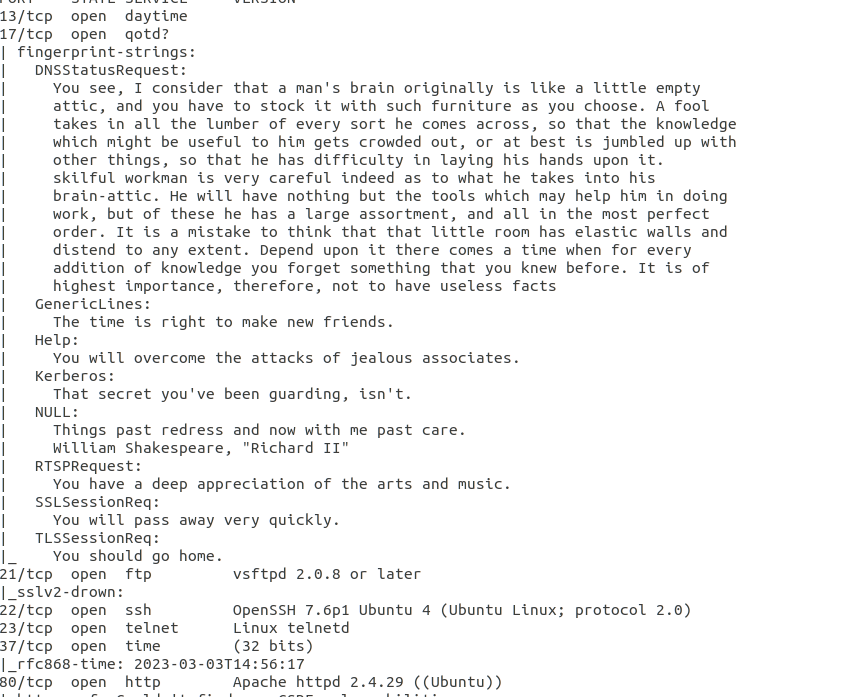 PORT     STATE SERVICE     VERSION
13/tcp  open  daytime
17/tcp  open  qotd?
| fingerprint-strings:
|   DNSStatusRequest:
|     You see, I consider that a man's brain originally is like a little empty
|     attic, and you have to stock it with such furniture as you choose. A fool
|     takes in all the lumber of every sort he comes across, so that the knowledge
|     which might be useful to him gets crowded out, or at best is jumbled up with
|     other things, so that he has difficulty in laying his hands upon it.
|     skilful workman is very careful indeed as to what he takes into his
|     brain-attic. He will have nothing but the tools which may help him in doing
|     work, but of these he has a large assortment, and all in the most perfect
|     order. It is a mistake to think that that little room has elastic walls and
|     distend to any extent. Depend upon it there comes a time when for every
|     addition of knowledge you forget something that you knew before. It is of
|     highest importance, therefore, not to have useless facts
|   GenericLines:
|     The time is right to make new friends.
|   Help:
|     You will overcome the attacks of jealous associates.
|   Kerberos:
|     That secret you've been guarding, isn't.
|   NULL:
|     Things past redress and now with me past care.
|     William Shakespeare, "Richard II"
|   RTSPRequest:
|     You have a deep appreciation of the arts and music.
|   SSLSessionReq:
|     You will pass away very quickly.
|   TLSSessionReq:
|_    You should go home.
21/tcp  open  ftp         vsftpd 2.0.8 or later
|_sslv2-drown:
22/tcp  open  ssh         OpenSSH 7.6p1 Ubuntu 4 (Ubuntu Linux; protocol 2.0)
23/tcp  open  telnet      Linux telnetd
37/tcp  open  time        (32 bits)
|_rfc868-time: 2023-03-03T14:56:17
80/tcp  open  http        Apache httpd 2.4.29 ((Ubuntu))